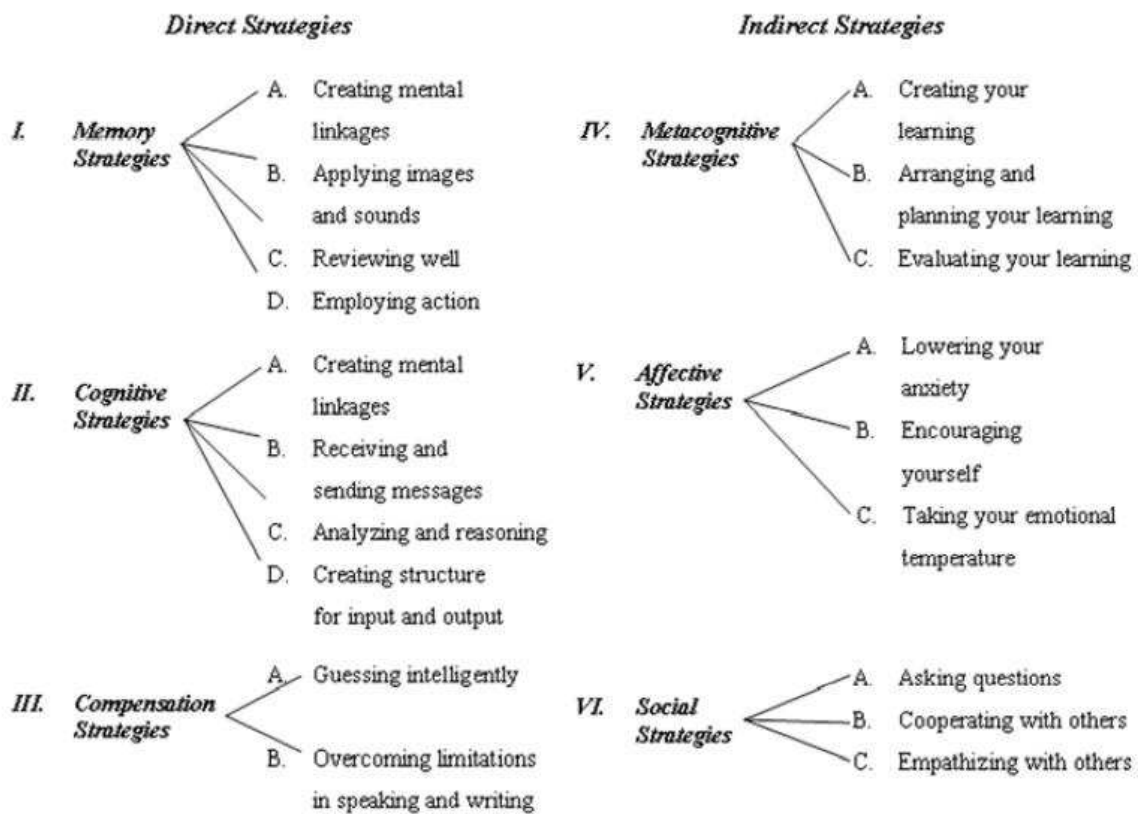 Direct Strategies
I. Memory
Strategies
A. Creating mental
linkages
B. Applying images
and sounds
C. Reviewing well
D. Employing action
II. Cognitive
Strategies
A. Creating mental
linkages
B. Receiving and
sending messages
C. Analyzing and reasoning
D. Creating structure
for input and output
III. Compensation
Strategies
A. Guessing intelligently
B. Overcoming limitations
in speaking and writing
Indirect Strategies
IV. Metacognitive
Strategies
A. Creating your
learning
B. Arranging and
planning your learning
C. Evaluating your learning
V. Affective
Strategies
A. Lowering your
anxiety
B. Encouraging
yourself
C. Taking your emotional
temperature
VI. Social
Strategies
A. Asking questions
B. Cooperating with others
C. Empathizing with others